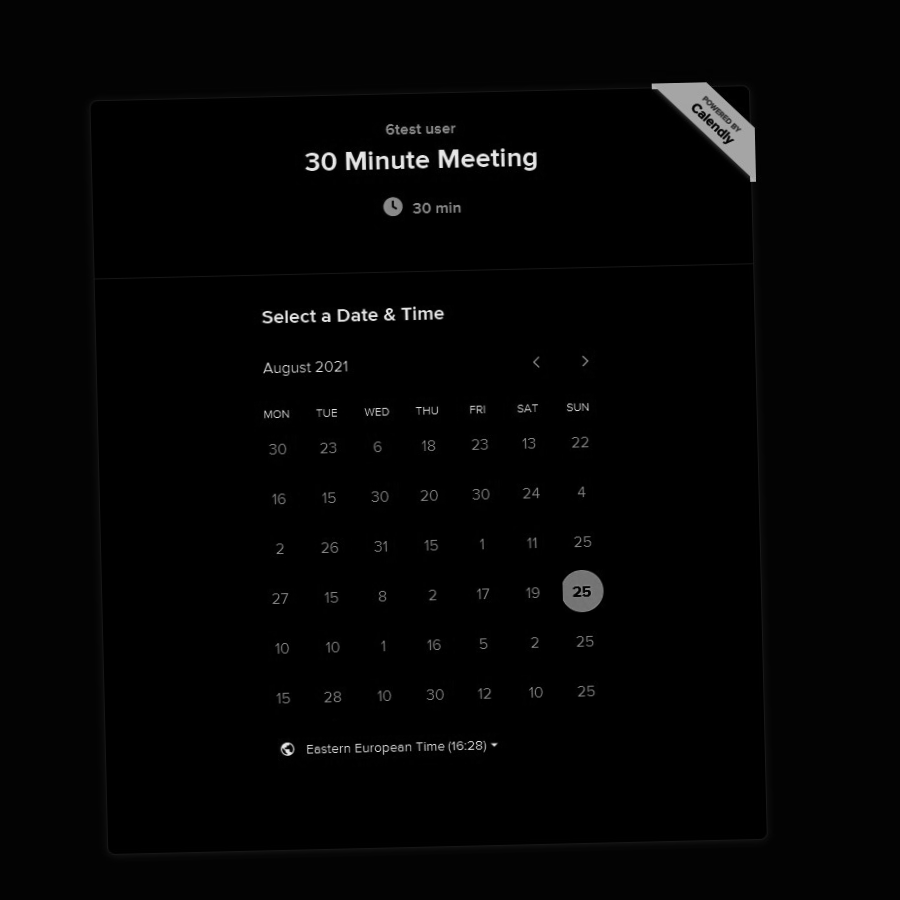 POWERED BY
Calendly
6test user
30 Minute Meeting
30 min
Select a Date & Time
August 2021
MON TUE WED THU FRI SAT SUN
30 23 6 18 23 13 22
16 15 30 20 30 24 4
2 26 31 15 1 11 25
27 15 8 2 17 19 25
10 10 1 16 5 2 25
15 28 10 30 12 10 25
Eastern European Time (16:28)